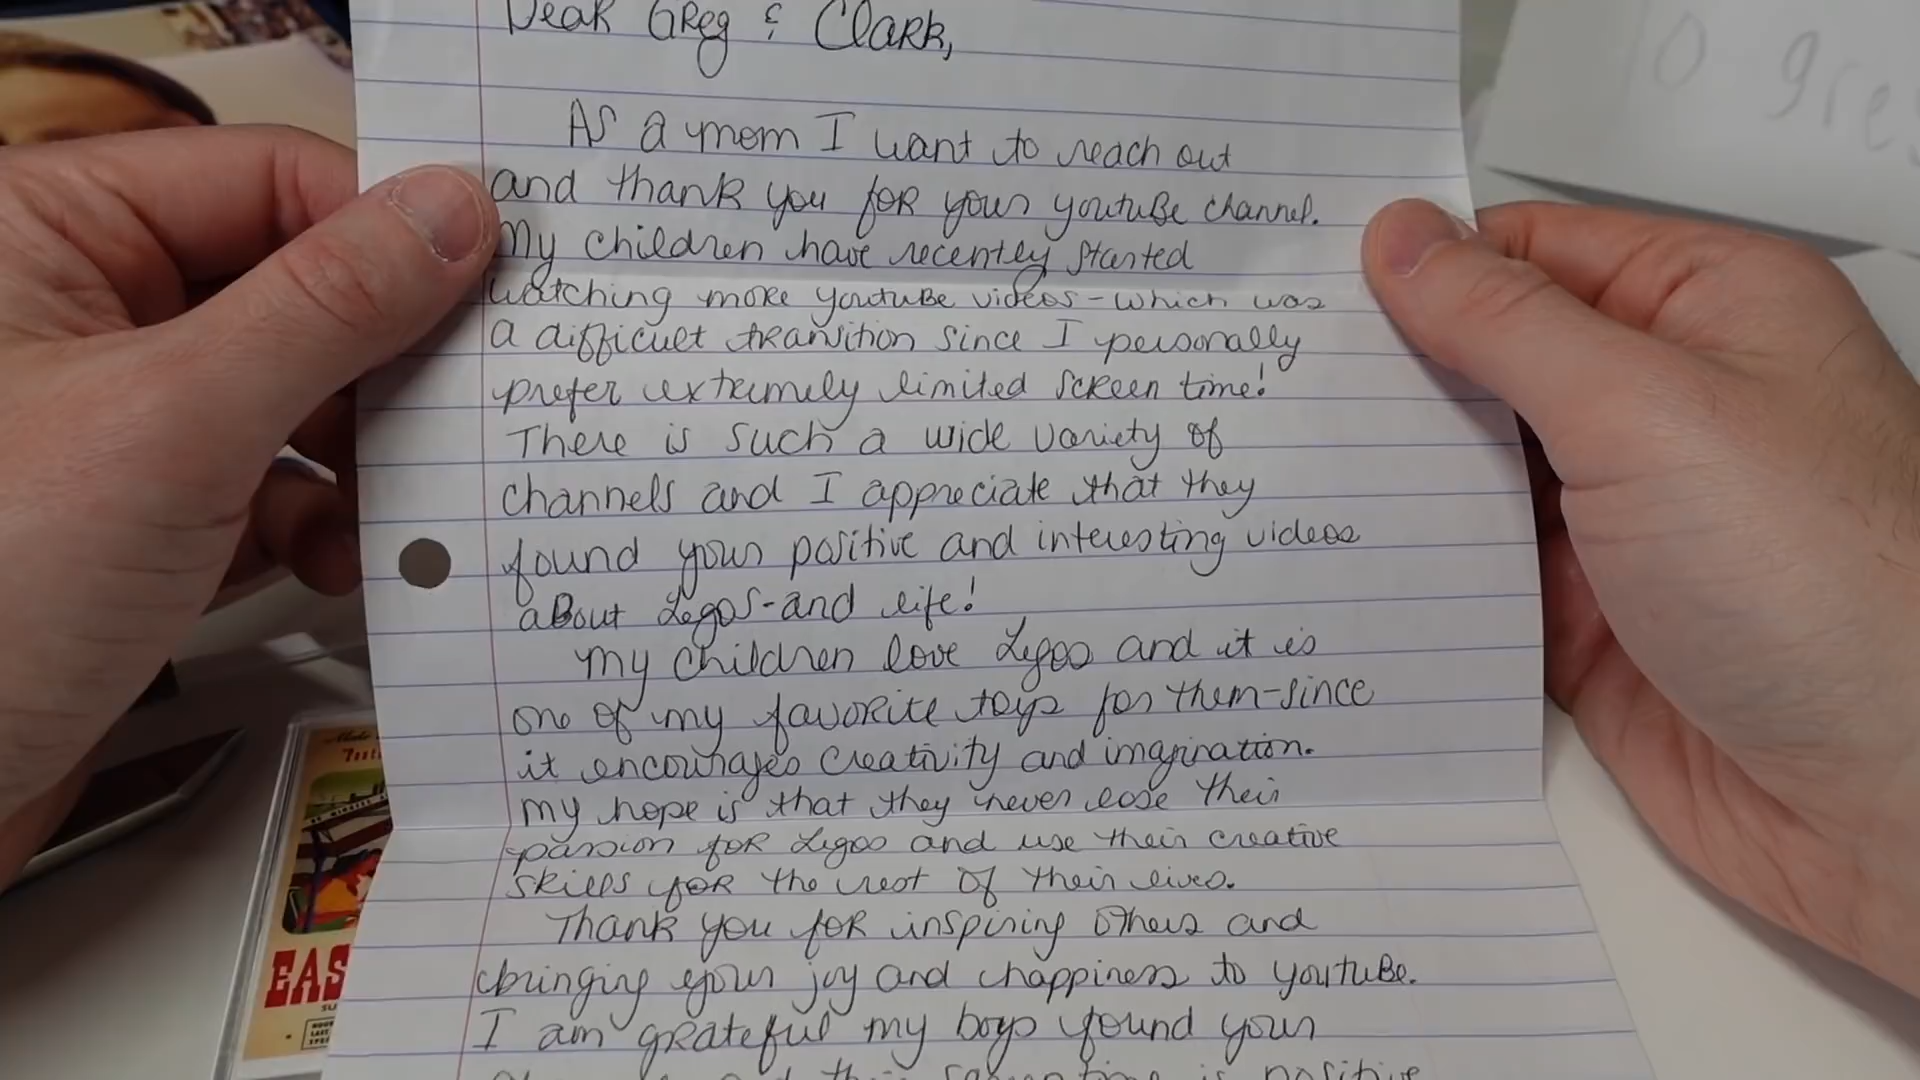 Dear Greg & Clark,
As a mom I want to reach out
and thank you for your youtube channel.
My children have recently started
watching more youtube videos - which was
a difficult transition since I personally
prefer extremely limited screen time!
There is such a wide variety of
channels and I appreciate that they
found your positive and interesting videos
about Legos - and life!
My children love Legos and it is
one of my favorite toys for them - since
it encourages creativity and imagination.
My hope is that they never lose their
passion for Legos and use their creative
skills for the rest of their lives.
Thank you for inspiring others and
bringing your joy and happiness to youtube.
I am grateful my boys found your
is positive
EAS